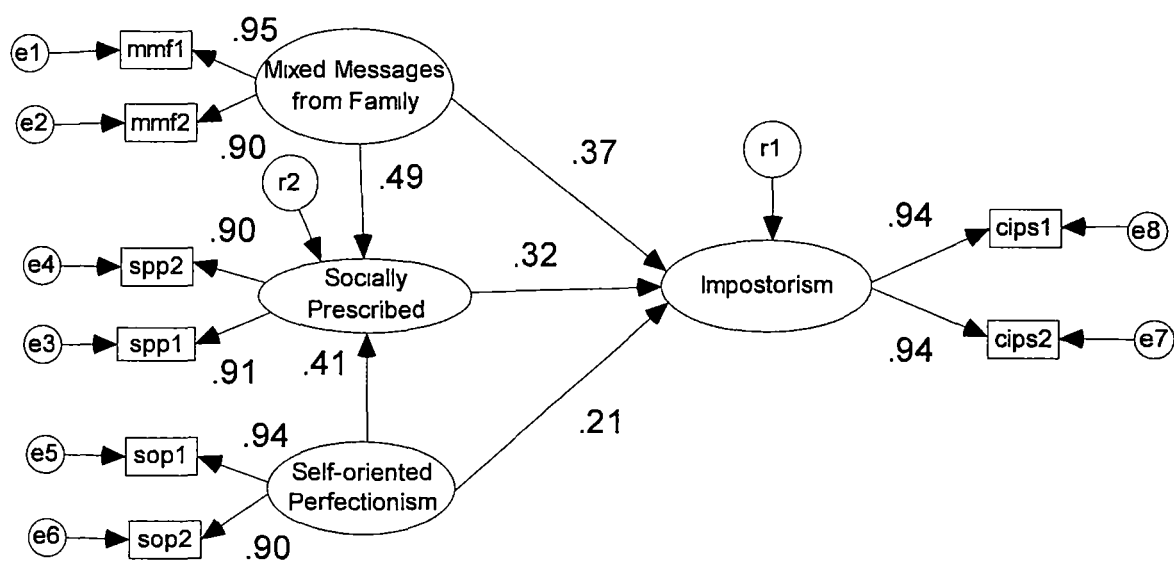 e1
mmf1
.95
Mixed Messages
from Family
e2
mmf2
.90
r2
.49
.37
r1
e4
spp2
.90
Socially
Prescribed
.32
Impostorism
.94
cips1
e8
e3
spp1
.91
.41
.94
cips2
e7
e5
sop1
.94
Self-oriented
Perfectionism
.21
e6
sop2
.90